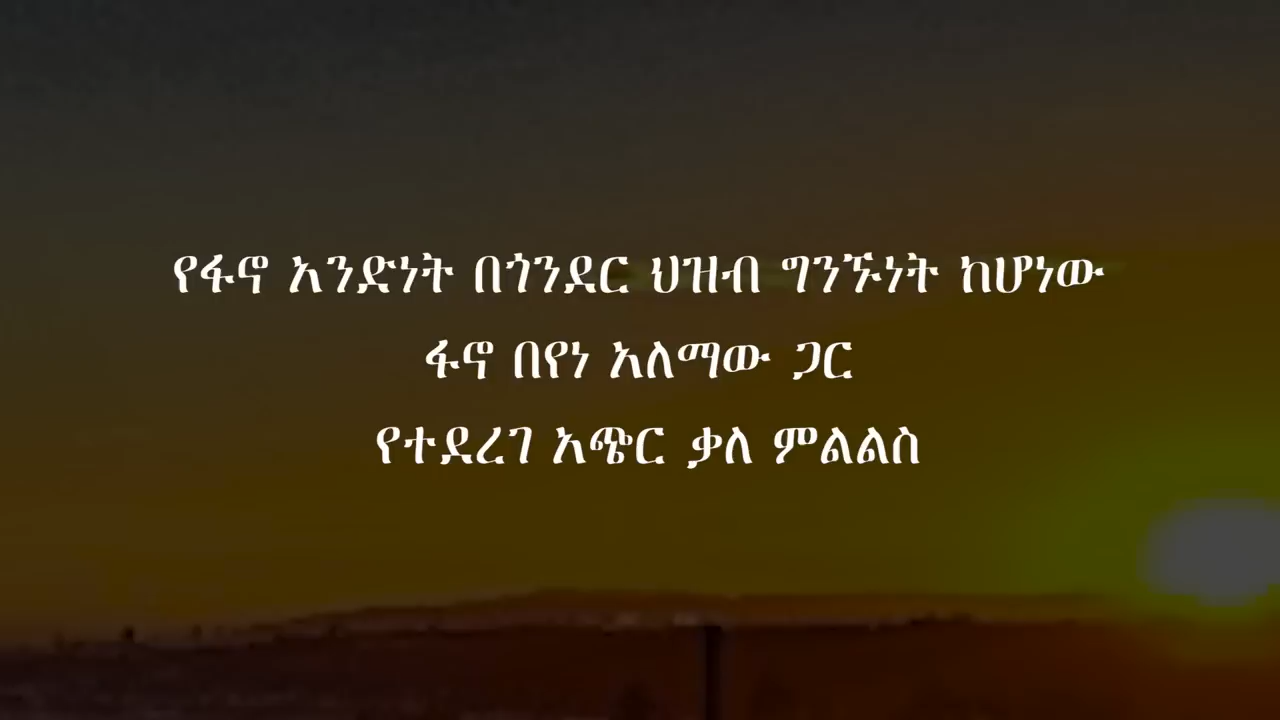 የፋኖ አንድነት በጎንደር ህዝብ ግንኙነት ከሆነው
ፋኖ በየነ አለማው ጋር
የተደረገ አጭር ቃለ ምልልስ